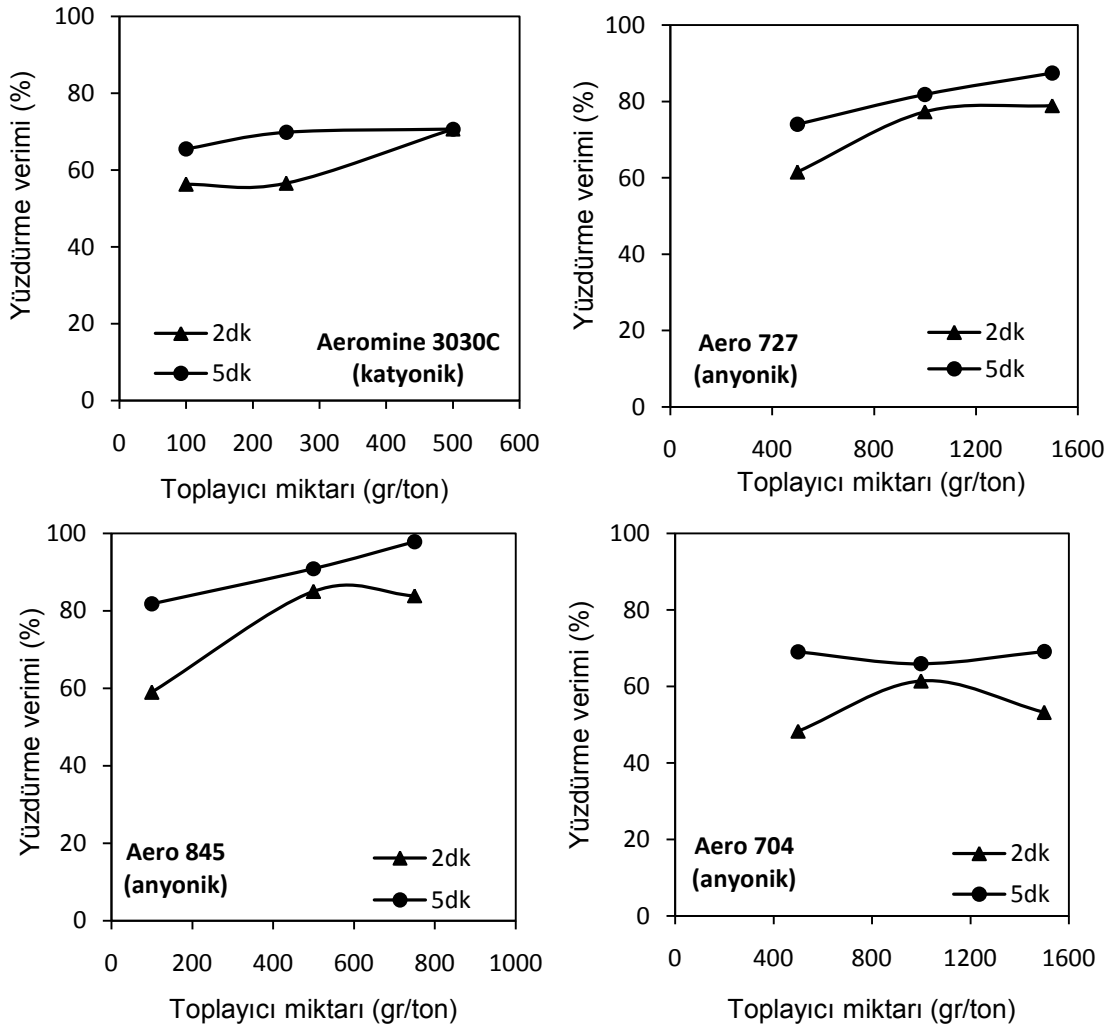 Yüzdürme verimi (%)
100
80
60
40
20
0
2dk
5dk
Aeromine 3030C
(katyonik)
0 100 200 300 400 500 600
Toplayıcı miktarı (gr/ton)
Yüzdürme verimi (%)
100
80
60
40
20
0
Aero 727
(anyonik)
2dk
5dk
0 400 800 1200 1600
Toplayıcı miktarı (gr/ton)
Yüzdürme verimi (%)
100
80
60
40
20
0
Aero 845
(anyonik)
2dk
5dk
0 200 400 600 800 1000
Toplayıcı miktarı (gr/ton)
Yüzdürme verimi (%)
100
80
60
40
20
0
Aero 704
(anyonik)
2dk
5dk
0 400 800 1200 1600
Toplayıcı miktarı (gr/ton)